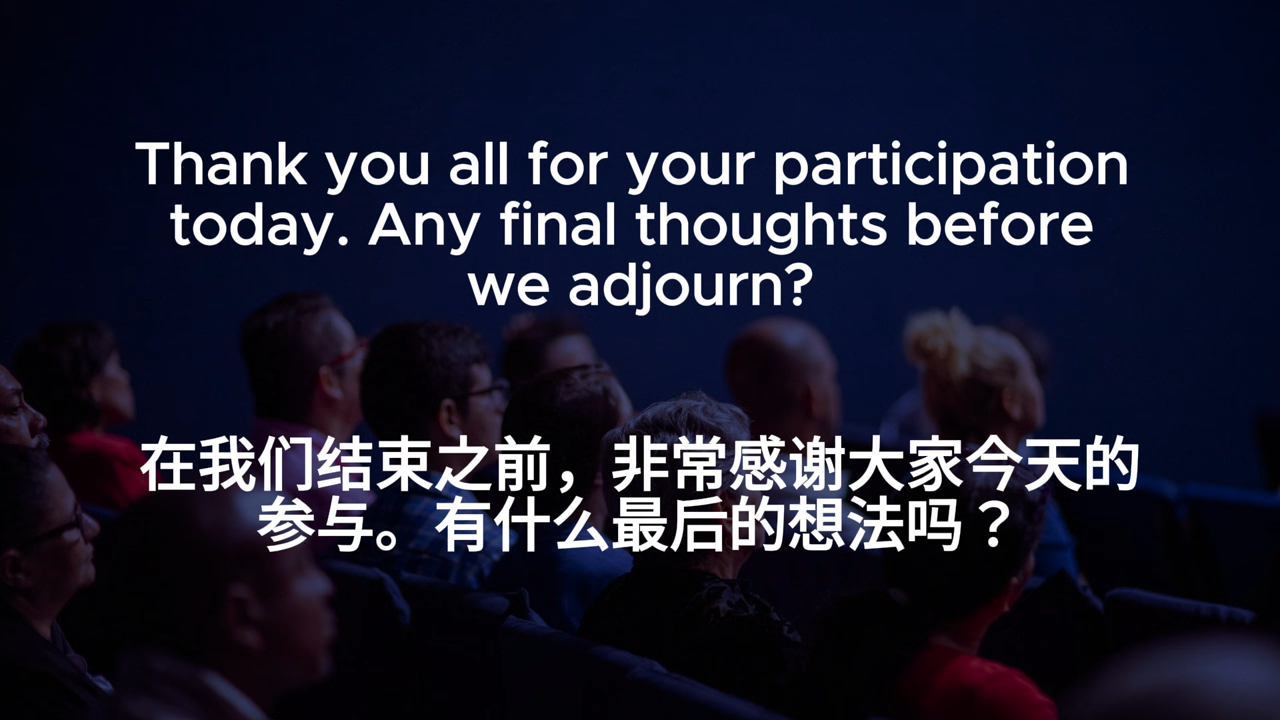 Thank you all for your participation
today. Any final thoughts before
we adjourn?
在我们结束之前，非常感谢大家今天的
参与。有什么最后的想法吗？